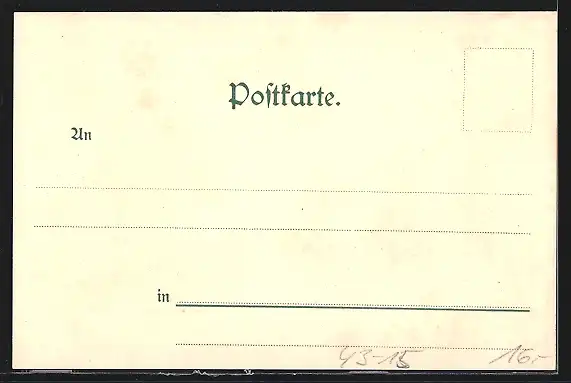 Postkarte.
An
in
43-15 16,-